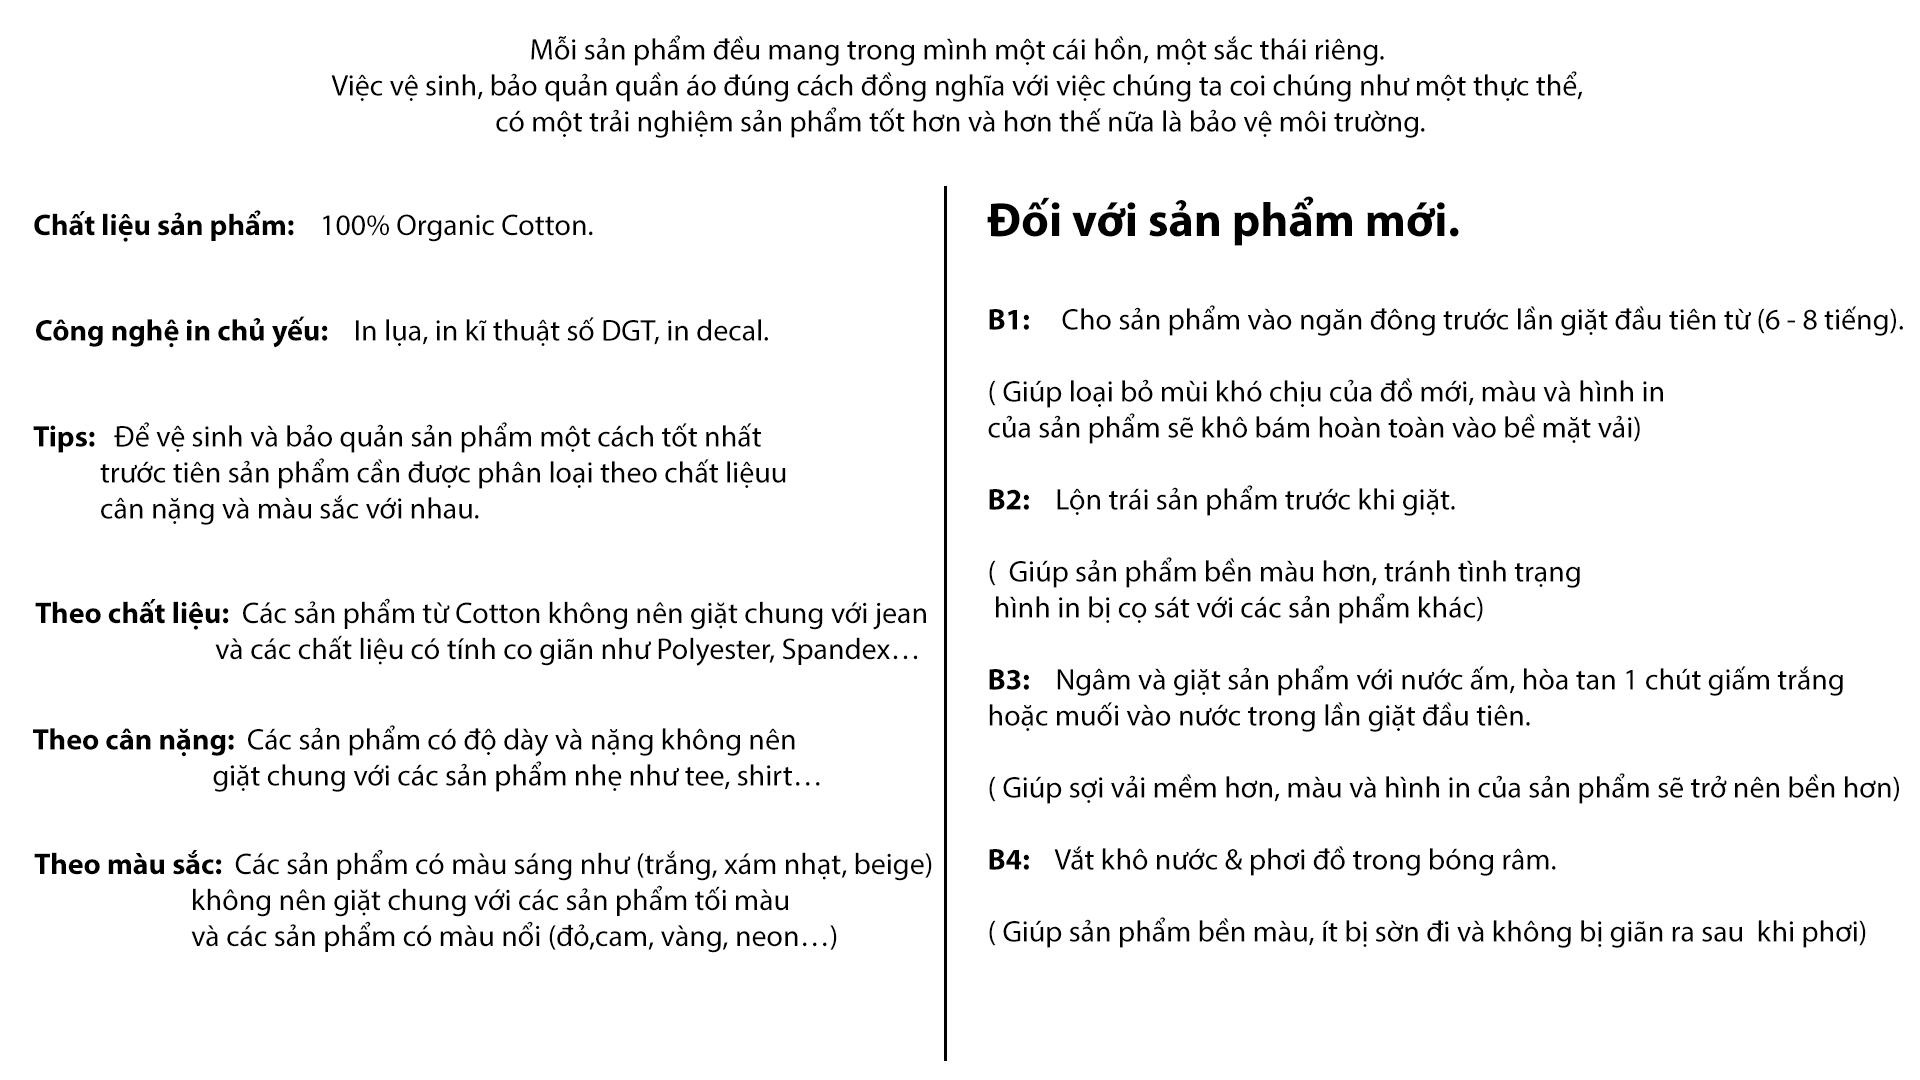 Mỗi sản phẩm đều mang trong mình một cái hồn, một sắc thái riêng.
Việc vệ sinh, bảo quản quần áo đúng cách đồng nghĩa với việc chúng ta coi chúng như một thực thể,
có một trải nghiệm sản phẩm tốt hơn và hơn thế nữa là bảo vệ môi trường.
Chất liệu sản phẩm: 100% Organic Cotton.
Công nghệ in chủ yếu: In lụa, in kĩ thuật số DGT, in decal.
Tips: Để vệ sinh và bảo quản sản phẩm một cách tốt nhất
trước tiên sản phẩm cần được phân loại theo chất liệuu
cân nặng và màu sắc với nhau.
Theo chất liệu: Các sản phẩm từ Cotton không nên giặt chung với jean
và các chất liệu có tính co giãn như Polyester, Spandex…
Theo cân nặng: Các sản phẩm có độ dày và nặng không nên
giặt chung với các sản phẩm nhẹ như tee, shirt…
Theo màu sắc: Các sản phẩm có màu sáng như (trắng, xám nhạt, beige)
không nên giặt chung với các sản phẩm tối màu
và các sản phẩm có màu nổi (đỏ,cam, vàng, neon…)
Đối với sản phẩm mới.
B1: Cho sản phẩm vào ngăn đông trước lần giặt đầu tiên từ (6 - 8 tiếng).
( Giúp loại bỏ mùi khó chịu của đồ mới, màu và hình in
của sản phẩm sẽ khô bám hoàn toàn vào bề mặt vải)
B2: Lộn trái sản phẩm trước khi giặt.
( Giúp sản phẩm bền màu hơn, tránh tình trạng
hình in bị cọ sát với các sản phẩm khác)
B3: Ngâm và giặt sản phẩm với nước ấm, hòa tan 1 chút giấm trắng
hoặc muối vào nước trong lần giặt đầu tiên.
( Giúp sợi vải mềm hơn, màu và hình in của sản phẩm sẽ trở nên bền hơn)
B4: Vắt khô nước & phơi đồ trong bóng râm.
( Giúp sản phẩm bền màu, ít bị sờn đi và không bị giãn ra sau khi phơi)